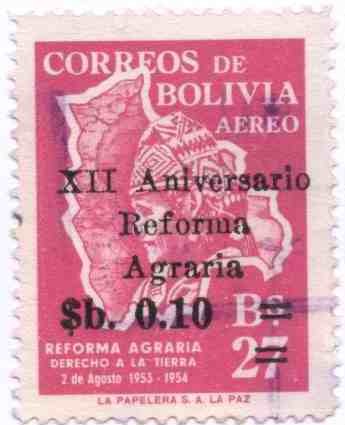 CORREOS DE
BOLIVIA
AEREO
XII Aniversario
Reforma
Agraria
$b. 0.10 Bs.
27
REFORMA AGRARIA
DERECHO A LA TIERRA
2 de Agosto 1953 - 1954
LA PAPELERA S. A. LA PAZ